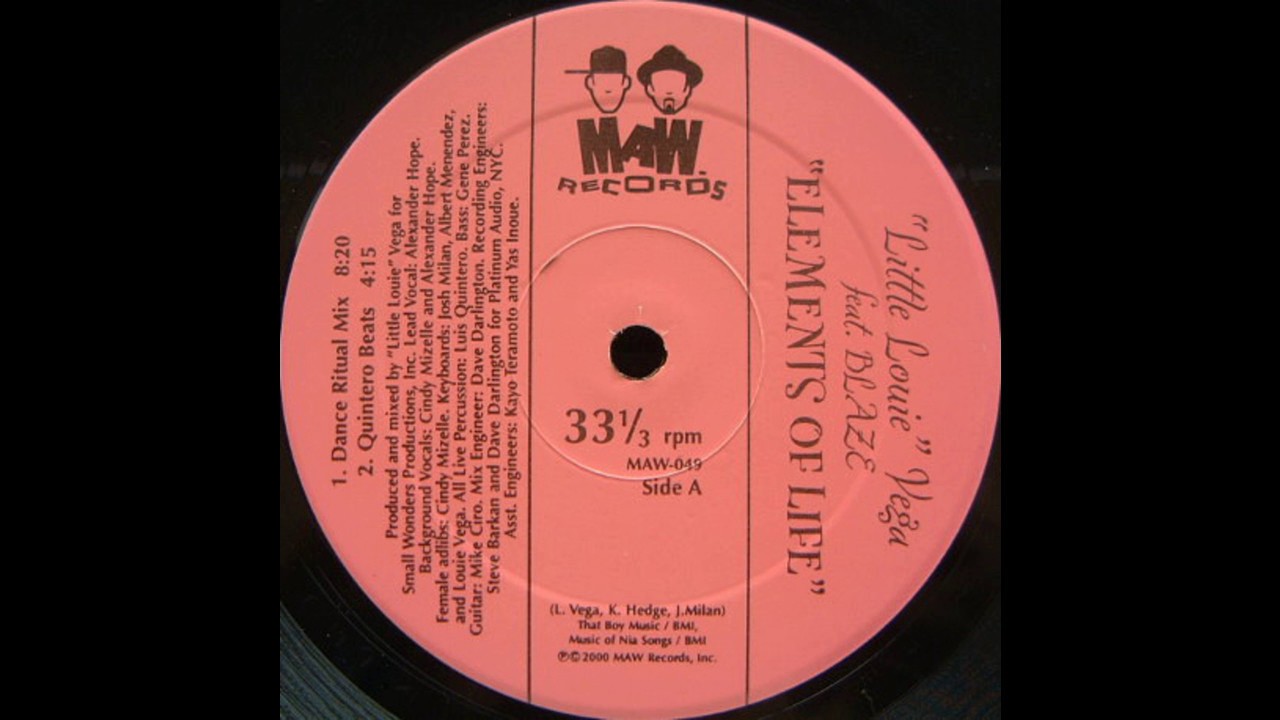 MAW.
RECORDS
"Little Louie" Vega
feat. BLAZE
"ELEMENTS OF LIFE"
33⅓ rpm
MAW-049
Side A
1. Dance Ritual Mix 8:20
2. Quintero Beats 4:15
Produced and mixed by "Little Louie" Vega for
Small Wonders Productions, Inc. Lead Vocal: Alexander Hope.
Background Vocals: Cindy Mizelle and Alexander Hope.
Female adlibs: Cindy Mizelle. Keyboards: Josh Milan, Albert Menendez,
and Louie Vega. All Live Percussion: Luis Quintero. Bass: Gene Perez.
Guitar: Mike Ciro. Mix Engineer: Dave Darlington. Recording Engineers:
Steve Barkan and Dave Darlington for Platinum Audio, NYC.
Asst. Engineers: Kayo Teramoto and Yas Inoue.
(L. Vega, K. Hedge, J.Milan)
That Boy Music / BMI,
Music of Nia Songs / BMI
℗©2000 MAW Records, Inc.